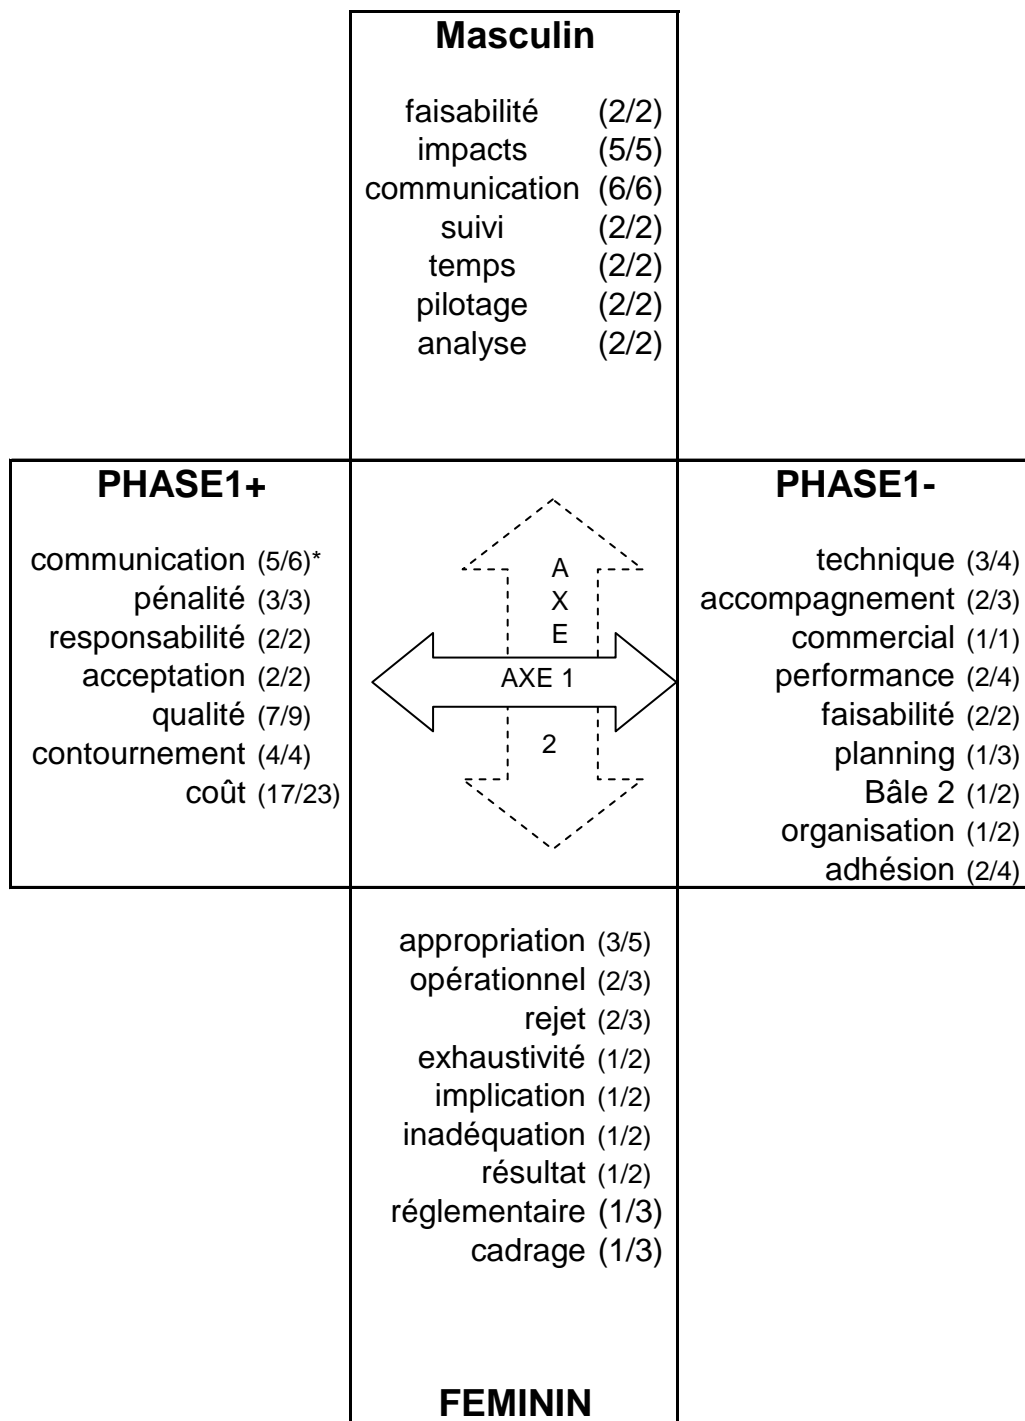 Masculin
faisabilité (2/2)
impacts (5/5)
communication (6/6)
suivi (2/2)
temps (2/2)
pilotage (2/2)
analyse (2/2)
PHASE1+
communication (5/6)*
pénalité (3/3)
responsabilité (2/2)
acceptation (2/2)
qualité (7/9)
contournement (4/4)
coût (17/23)
A
X
E
AXE 1
2
PHASE1-
technique (3/4)
accompagnement (2/3)
commercial (1/1)
performance (2/4)
faisabilité (2/2)
planning (1/3)
Bâle 2 (1/2)
organisation (1/2)
adhésion (2/4)
appropriation (3/5)
opérationnel (2/3)
rejet (2/3)
exhaustivité (1/2)
implication (1/2)
inadéquation (1/2)
résultat (1/2)
réglementaire (1/3)
cadrage (1/3)
FEMININ